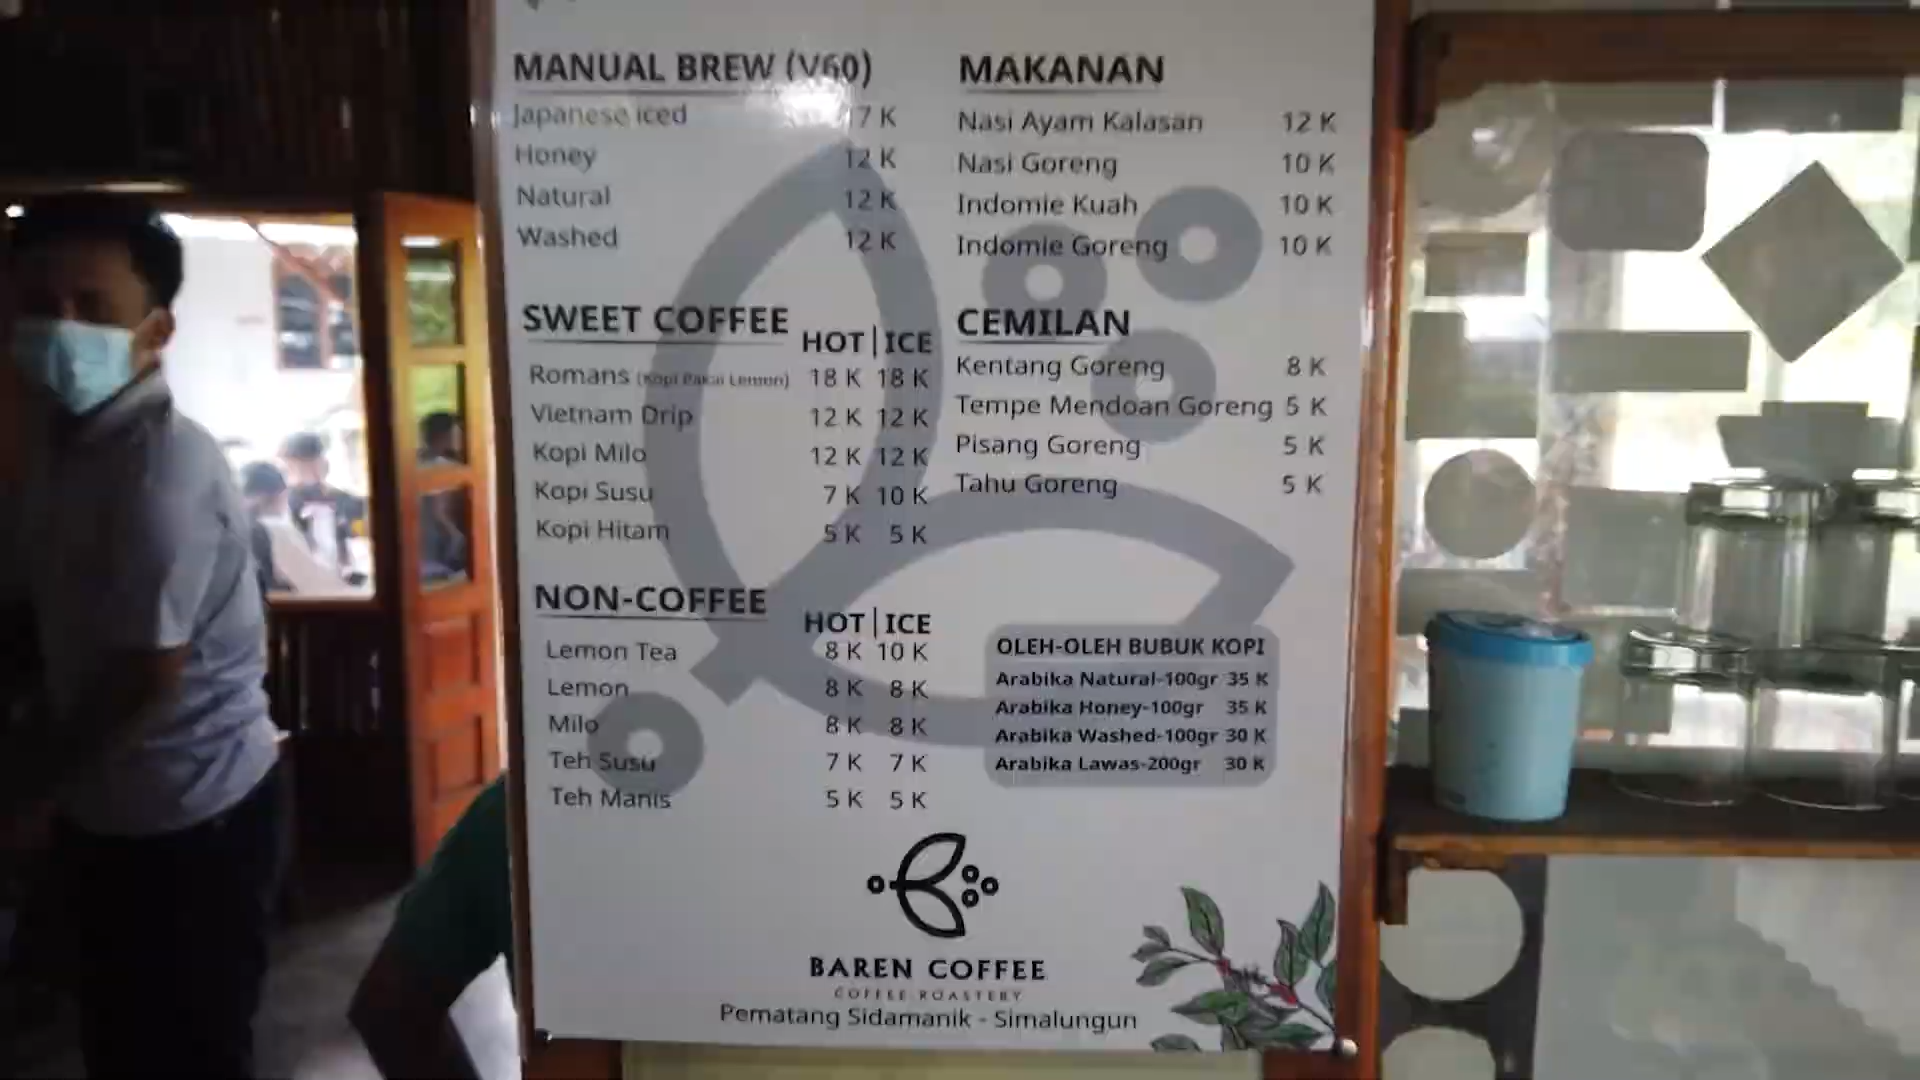 MANUAL BREW (V60)
Japanese iced 7 K
Honey 12 K
Natural 12 K
Washed 12 K
SWEET COFFEE HOT | ICE
Romans (Kopi Pakai Lemon) 18 K 18 K
Vietnam Drip 12 K 12 K
Kopi Milo 12 K 12 K
Kopi Susu 7 K 10 K
Kopi Hitam 5 K 5 K
NON-COFFEE HOT | ICE
Lemon Tea 8 K 10 K
Lemon 8 K 8 K
Milo 8 K 8 K
Teh Susu 7 K 7 K
Teh Manis 5 K 5 K
MAKANAN
Nasi Ayam Kalasan 12 K
Nasi Goreng 10 K
Indomie Kuah 10 K
Indomie Goreng 10 K
CEMILAN
Kentang Goreng 8 K
Tempe Mendoan Goreng 5 K
Pisang Goreng 5 K
Tahu Goreng 5 K
OLEH-OLEH BUBUK KOPI
Arabika Natural-100gr 35 K
Arabika Honey-100gr 35 K
Arabika Washed-100gr 30 K
Arabika Lawas-200gr 30 K
BAREN COFFEE
COFFEE ROASTERY
Pematang Sidamanik - Simalungun